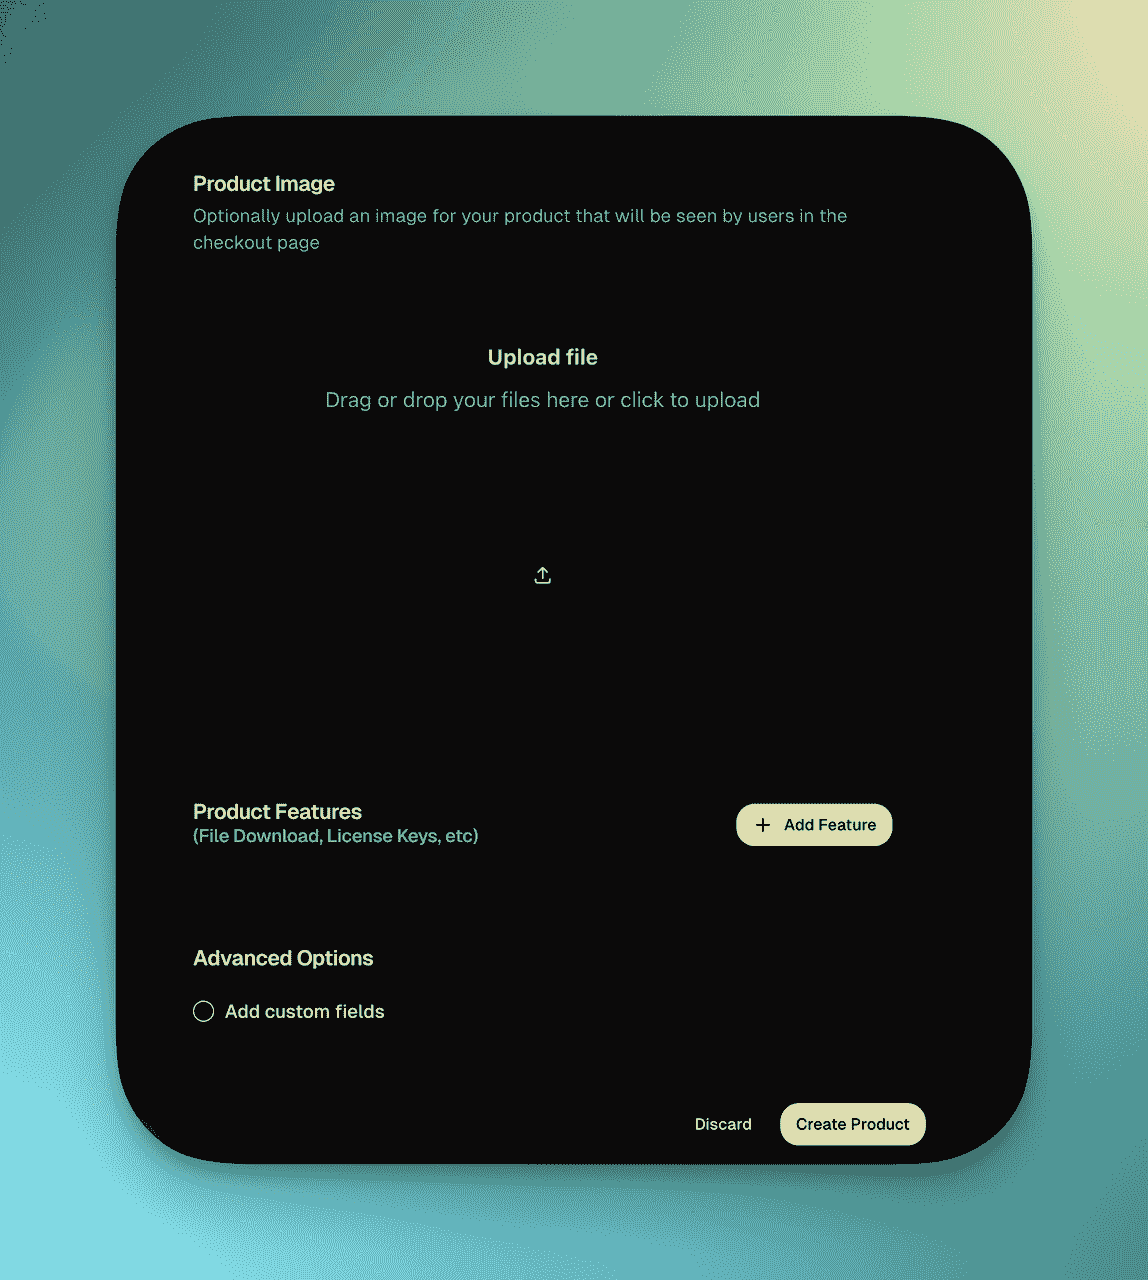 Product Image
Optionally upload an image for your product that will be seen by users in the
checkout page
Upload file
Drag or drop your files here or click to upload
Product Features
(File Download, License Keys, etc)
Add Feature
Advanced Options
Add custom fields
Discard
Create Product